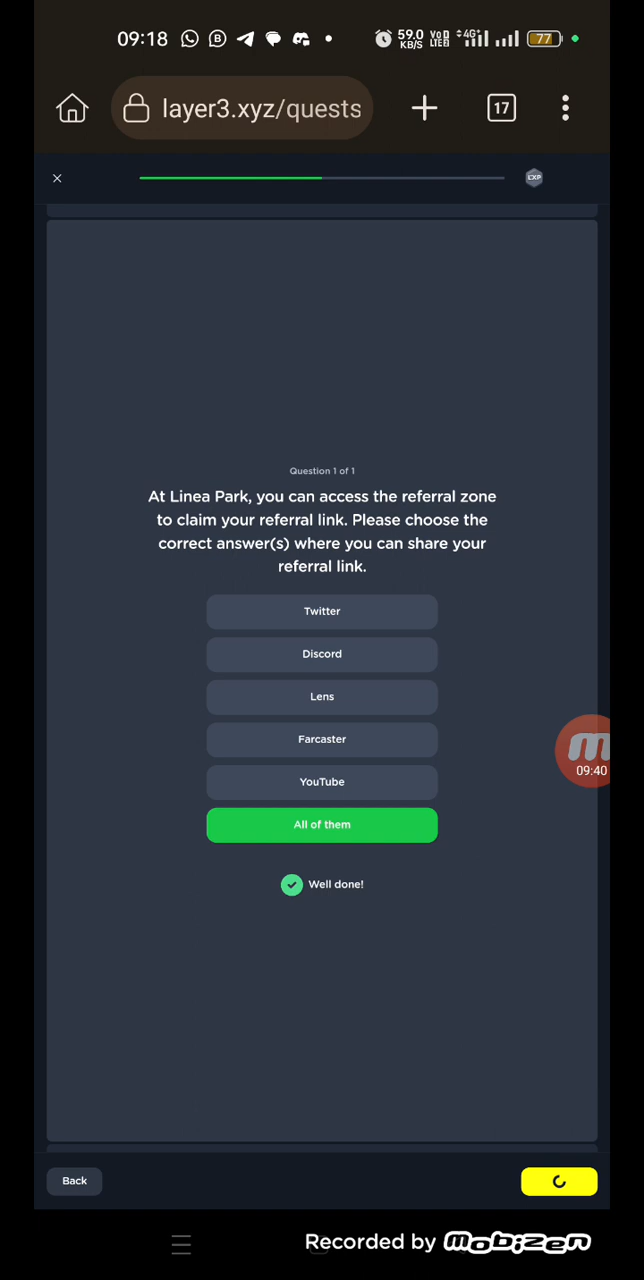 09:18
59.0
KB/S
VoD
LTE2
4G+
77
layer3.xyz/quests
17
EXP
Question 1 of 1
At Linea Park, you can access the referral zone
to claim your referral link. Please choose the
correct answer(s) where you can share your
referral link.
Twitter
Discord
Lens
Farcaster
YouTube
09:40
All of them
Well done!
Back
Recorded by mobizen